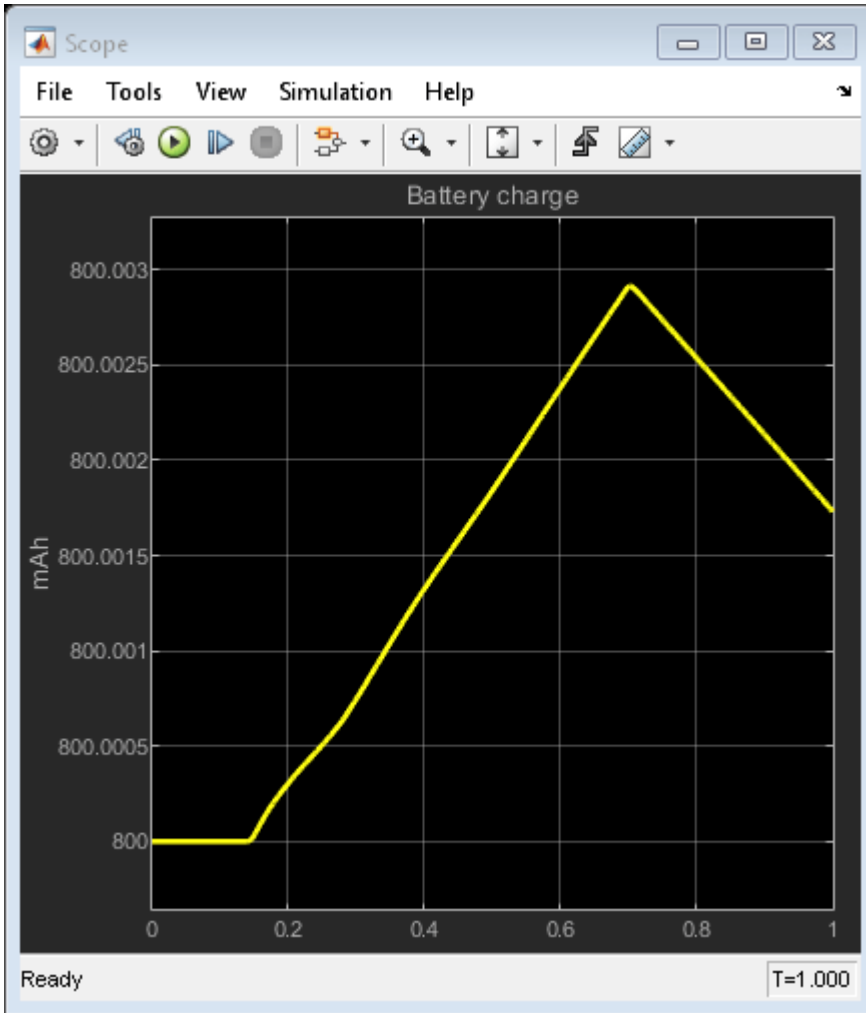 Scope
File Tools View Simulation Help
Battery charge
800.003
800.0025
800.002
800.0015
800.001
800.0005
800
mAh
0 0.2 0.4 0.6 0.8 1
Ready T=1.000